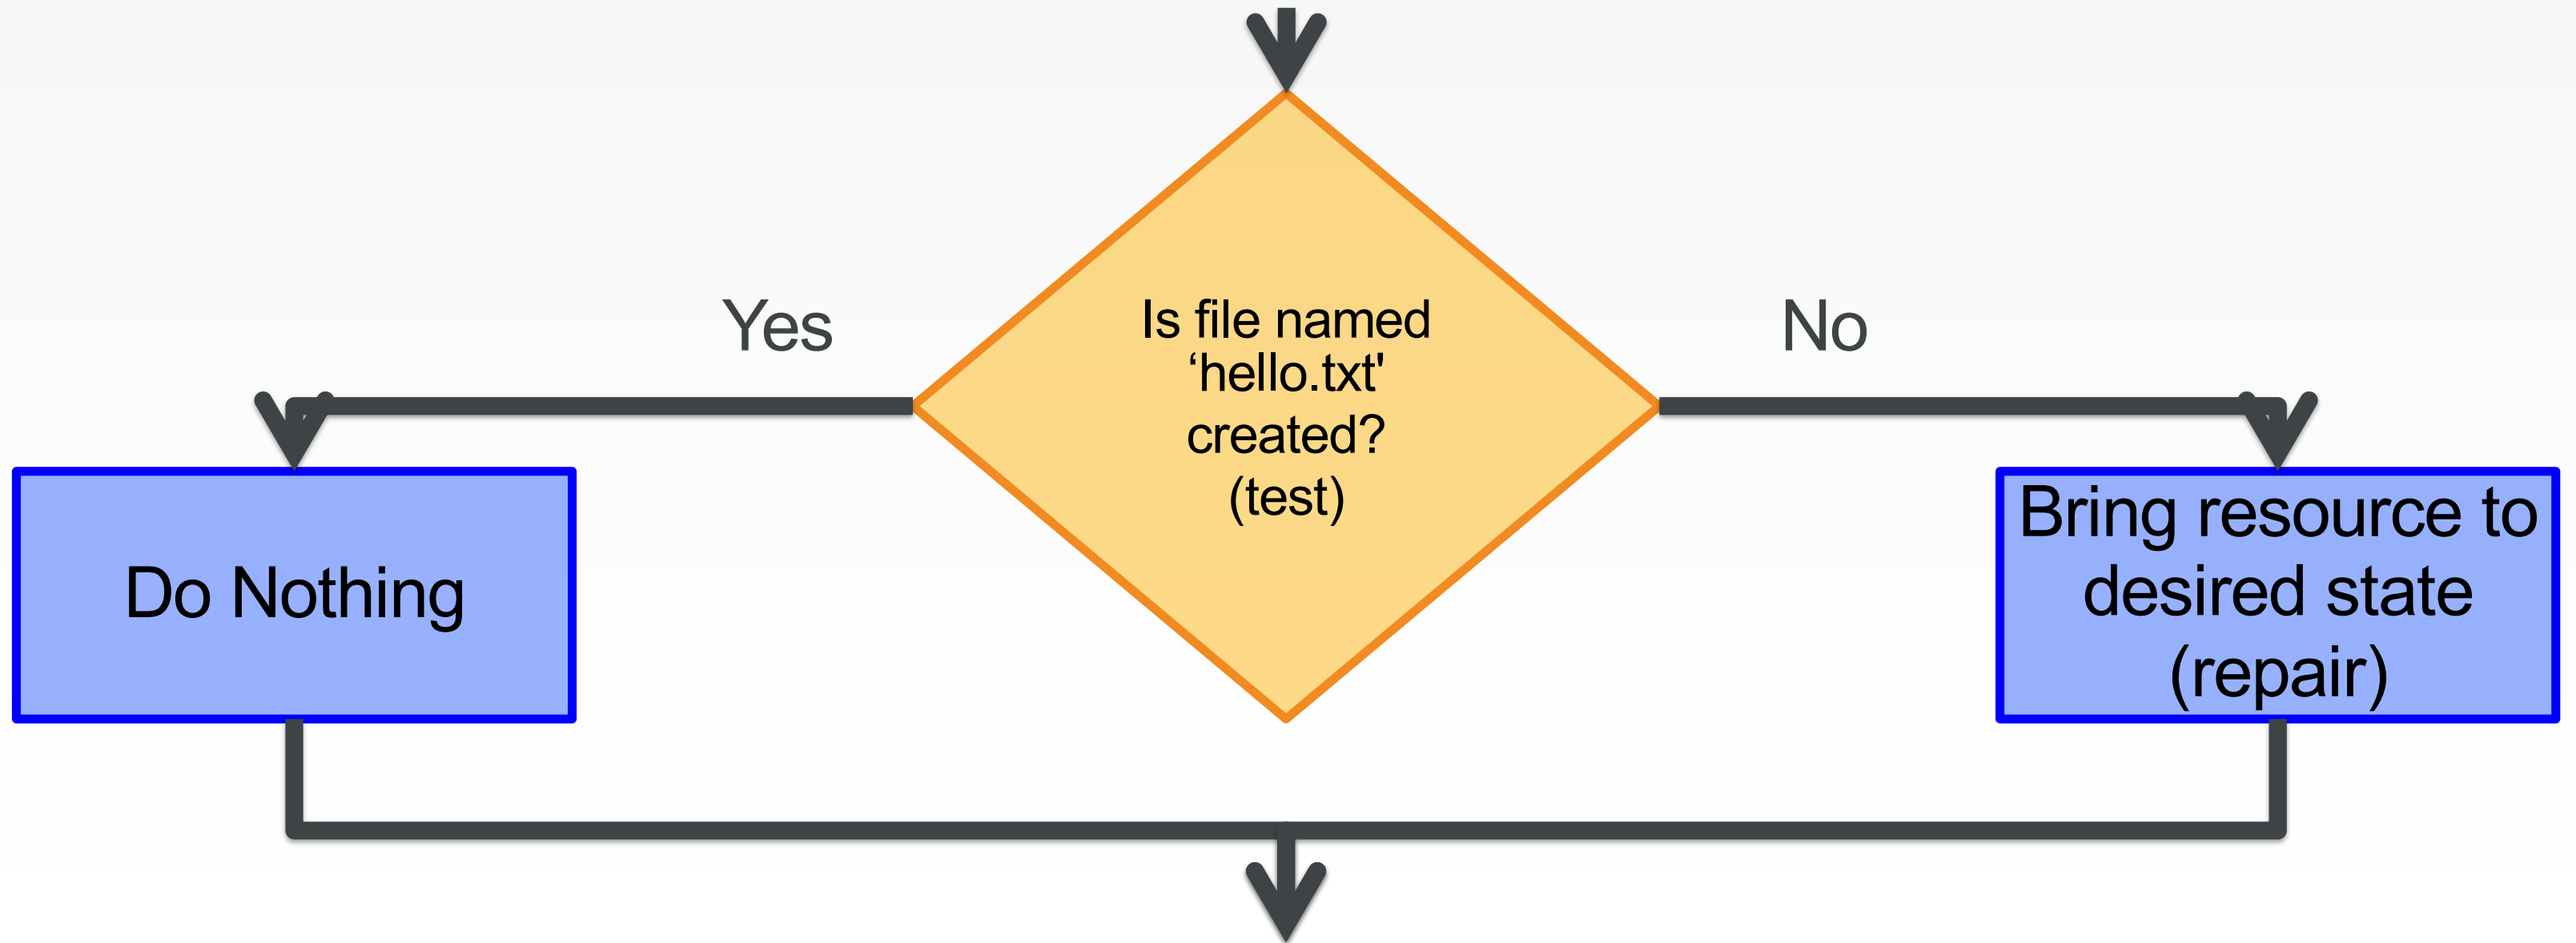 Yes
Is file named
‘hello.txt'
created?
(test)
No
Do Nothing
Bring resource to
desired state
(repair)